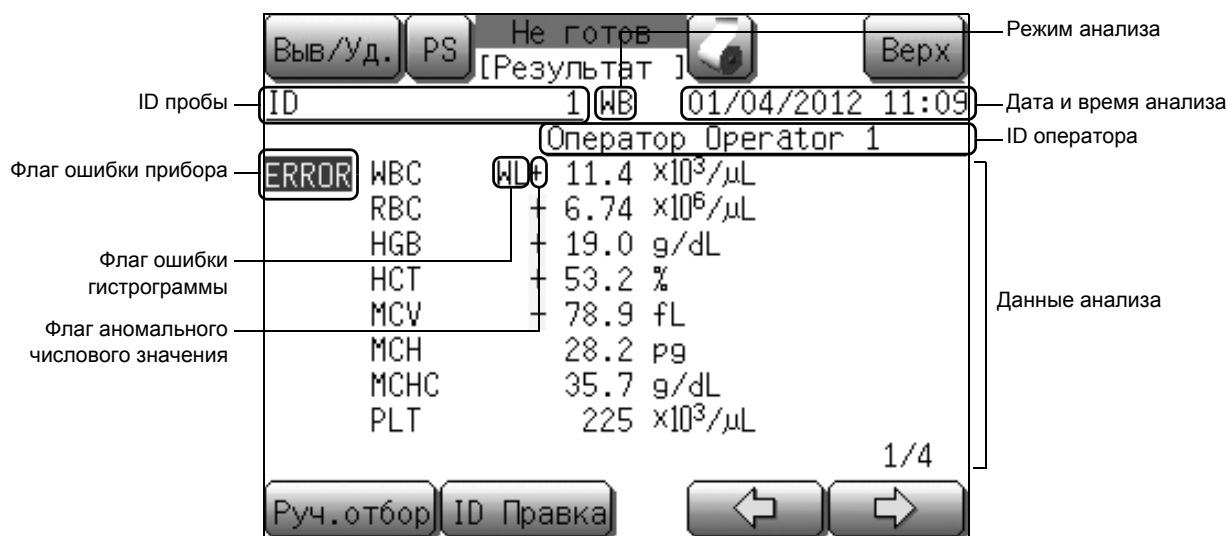 Выв/Уд. PS Не готов Верх
[Результат ]
Режим анализа
ID пробы
ID 1 WB 01/04/2012 11:09
Дата и время анализа
Оператор Operator 1
ID оператора
Флаг ошибки прибора
ERROR WBC WL+ 11.4 ×10³/μL
RBC + 6.74 ×10⁶/μL
HGB + 19.0 g/dL
Флаг ошибки
гистрограммы
HCT + 53.2 %
MCV + 78.9 fL
Данные анализа
Флаг аномального
числового значения
MCH 28.2 pg
MCHC 35.7 g/dL
PLT 225 ×10³/μL
1/4
Руч.отбор ID Правка